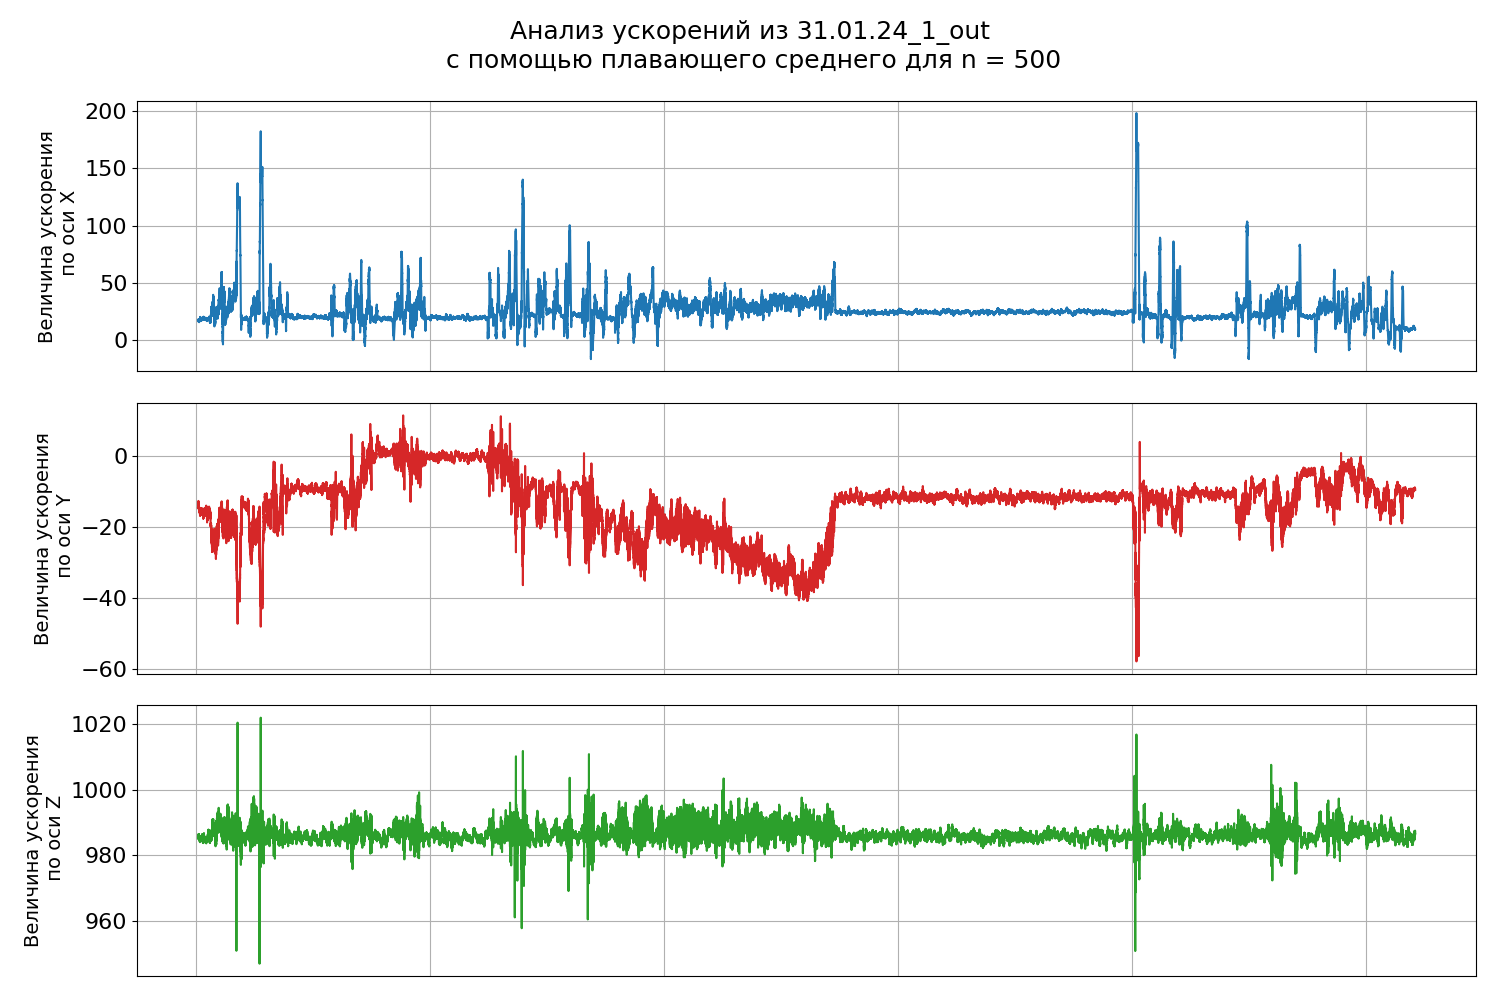 Анализ ускорений из 31.01.24_1_out
с помощью плавающего среднего для n = 500
Величина ускорения
по оси X
200
150
100
50
0
Величина ускорения
по оси Y
0
−20
−40
−60
Величина ускорения
по оси Z
1020
1000
980
960